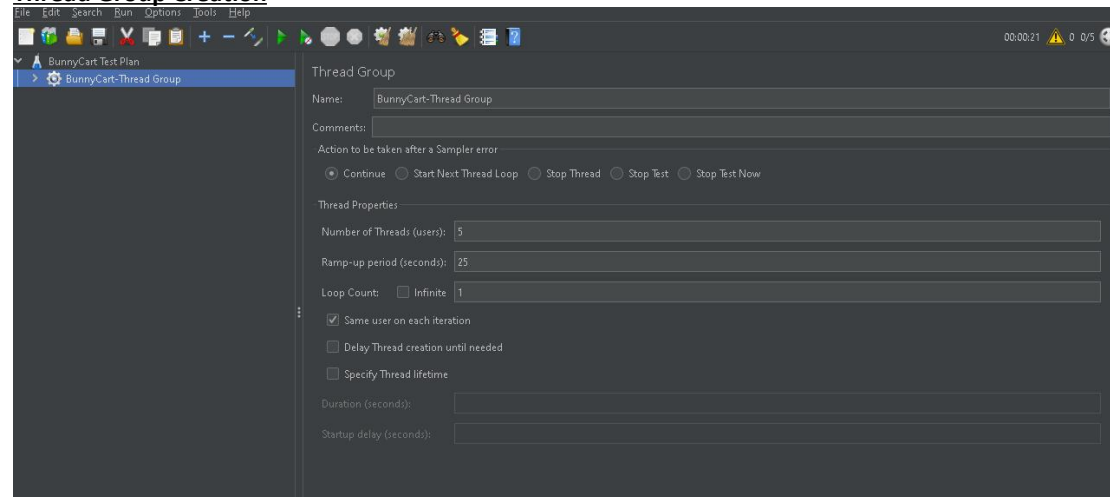 Thread Group Creation
File Edit Search Run Options Tools Help
00:00:21 0 0/5
BunnyCart Test Plan
BunnyCart-Thread Group
Thread Group
Name: BunnyCart-Thread Group
Comments:
Action to be taken after a Sampler error
Continue Start Next Thread Loop Stop Thread Stop Test Stop Test Now
Thread Properties
Number of Threads (users): 5
Ramp-up period (seconds): 25
Loop Count: Infinite 1
Same user on each iteration
Delay Thread creation until needed
Specify Thread lifetime
Duration (seconds):
Startup delay (seconds):